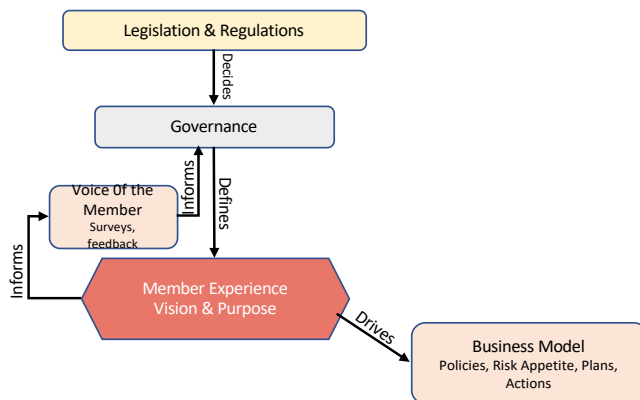 Legislation & Regulations
Decides
Governance
Informs
Defines
Voice 0f the
Member
Surveys,
feedback
Informs
Member Experience
Vision & Purpose
Drives
Business Model
Policies, Risk Appetite, Plans,
Actions